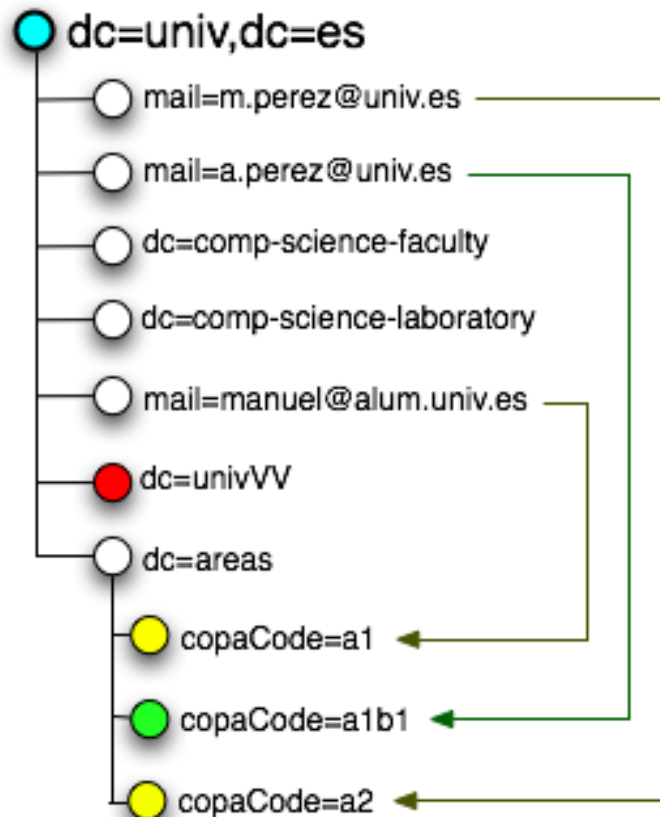 dc=univ,dc=es
mail=m.perez@univ.es
mail=a.perez@univ.es
dc=comp-science-faculty
dc=comp-science-laboratory
mail=manuel@alum.univ.es
dc=univVV
dc=areas
copaCode=a1
copaCode=a1b1
copaCode=a2